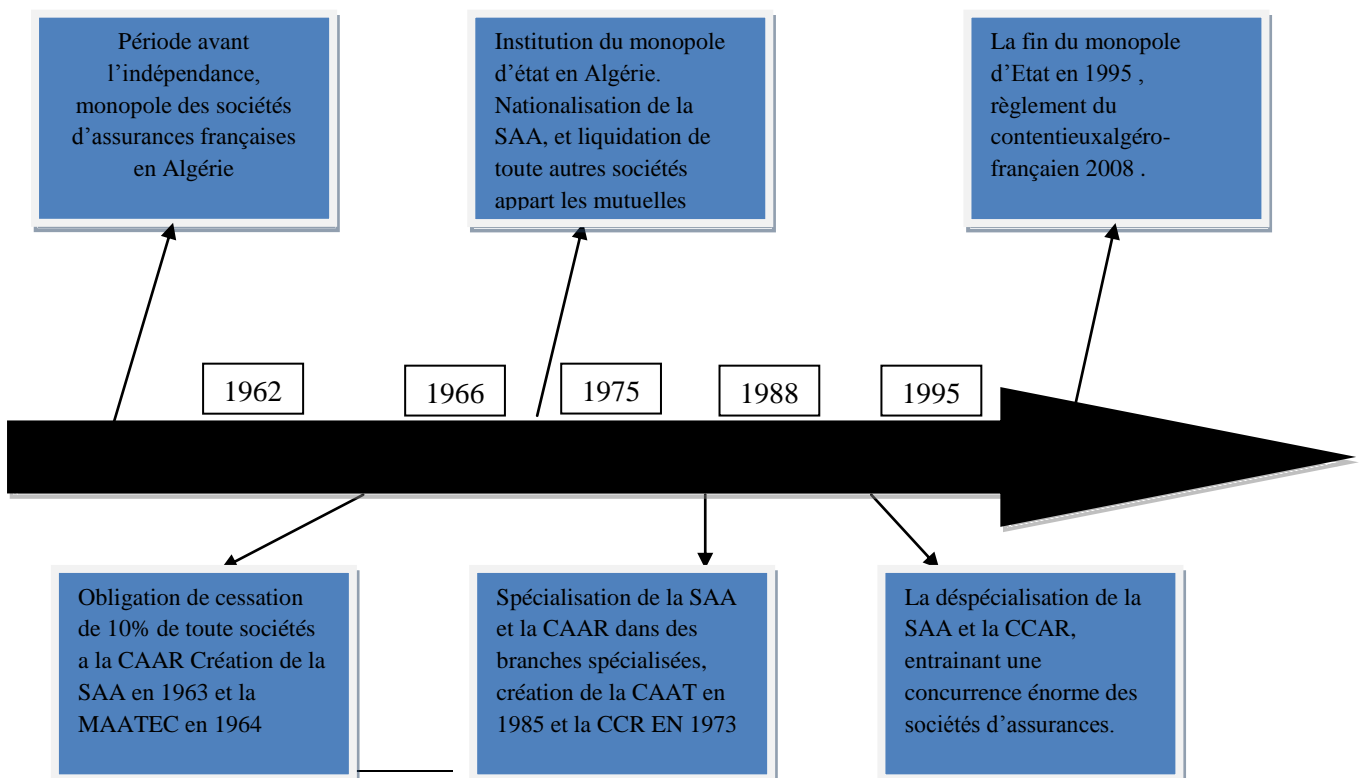 Période avant
l’indépendance,
monopole des sociétés
d’assurances françaises
en Algérie
Institution du monopole
d’état en Algérie.
Nationalisation de la
SAA, et liquidation de
toute autres sociétés
appart les mutuelles
La fin du monopole
d’Etat en 1995 ,
règlement du
contentieuxalgéro-
françaien 2008 .
1962
1966
1975
1988
1995
Obligation de cessation
de 10% de toute sociétés
a la CAAR Création de la
SAA en 1963 et la
MAATEC en 1964
Spécialisation de la SAA
et la CAAR dans des
branches spécialisées,
création de la CAAT en
1985 et la CCR EN 1973
La déspécialisation de la
SAA et la CCAR,
entrainant une
concurrence énorme des
sociétés d’assurances.